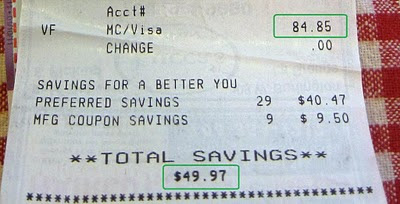 Acct#
VF MC/Visa 84.85
CHANGE .00
SAVINGS FOR A BETTER YOU
PREFERRED SAVINGS 29 $40.47
MFG COUPON SAVINGS 9 $ 9.50
**TOTAL SAVINGS**
$49.97
****************************************